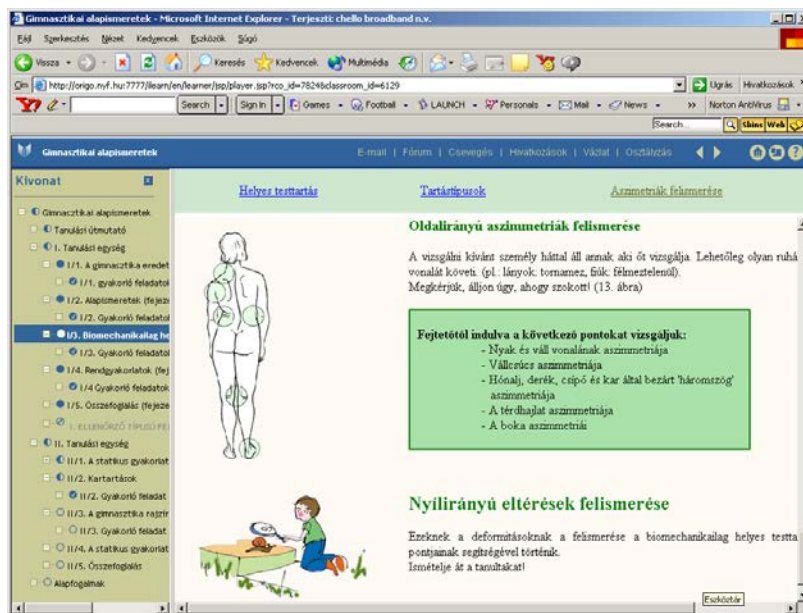 Gimnasztikai alapismeretek - Microsoft Internet Explorer - Terjeszti: chello broadband n.v.
Fájl Szerkesztés Nézet Kedvencek Eszközök Súgó
Vissza Keresés Kedvencek Multimédia
Cím http://origo.nyf.hu:7777/ilearn/en/learner/jsp/player.jsp?rco_id=7824&classroom_id=6129 Ugrás Hivatkozások
Y! Search Sign In Games Football LAUNCH Personals Mail News » Norton AntiVirus
Search... Skins Web
Gimnasztikai alapismeretek E-mail | Fórum | Csevegés | Hivatkozások | Vázlat | Osztályzás
Kivonat
Gimnasztikai alapismeretek
Tanulási útmutató
I. Tanulási egység
I/1. A gimnasztika eredet
I/1. gyakorló feladatok
I/2. Alapismeretek (fejeze
I/2. Gyakorló feladatol
I/3. Biomechanikailag he
I/3. Gyakorló feladatol
I/4. Rendgyakorlatok (fej
I/4 Gyakorló feladatok
I/5. Összefoglalás (fejeze
I. ELLENŐRZŐ TÍPUSÚ FE
II. Tanulási egység
II/1. A statikus gyakorlat
II/2. Kartartások
II/2. Gyakorló feladat
II/3. A gimnasztika rajzír
II/3. Gyakorló feladat
II/4. A statikus gyakorlat
II/5. Összefoglalás
Alapfogalmak
Helyes testtartás Tartástípusok Aszimetriák felismerése
Oldalirányú aszimmetriák felismerése
A vizsgálni kívánt személy háttal áll annak aki őt vizsgálja. Lehetőleg olyan ruhá
vonalát követi. (pl.: lányok: tornamez, fiúk: félmeztelenül).
Megkérjük, álljon úgy, ahogy szokott! (13. ábra)
Fejtetőtől indulva a következő pontokat vizsgáljuk:
- Nyak és váll vonalának aszimmetriája
- Vállcsúcs aszimmetriája
- Hónalj, derék, csípő és kar által bezárt 'háromszög'
aszimmetriája
- A térdhajlat aszimmetriája
- A boka aszimmetriái
Nyílirányú eltérések felismerése
Ezeknek a deformitásoknak a felismerése a biomechanikailag helyes testta
pontjainak segítségével történik.
Ismételje át a tanultakat!
Eszköztár